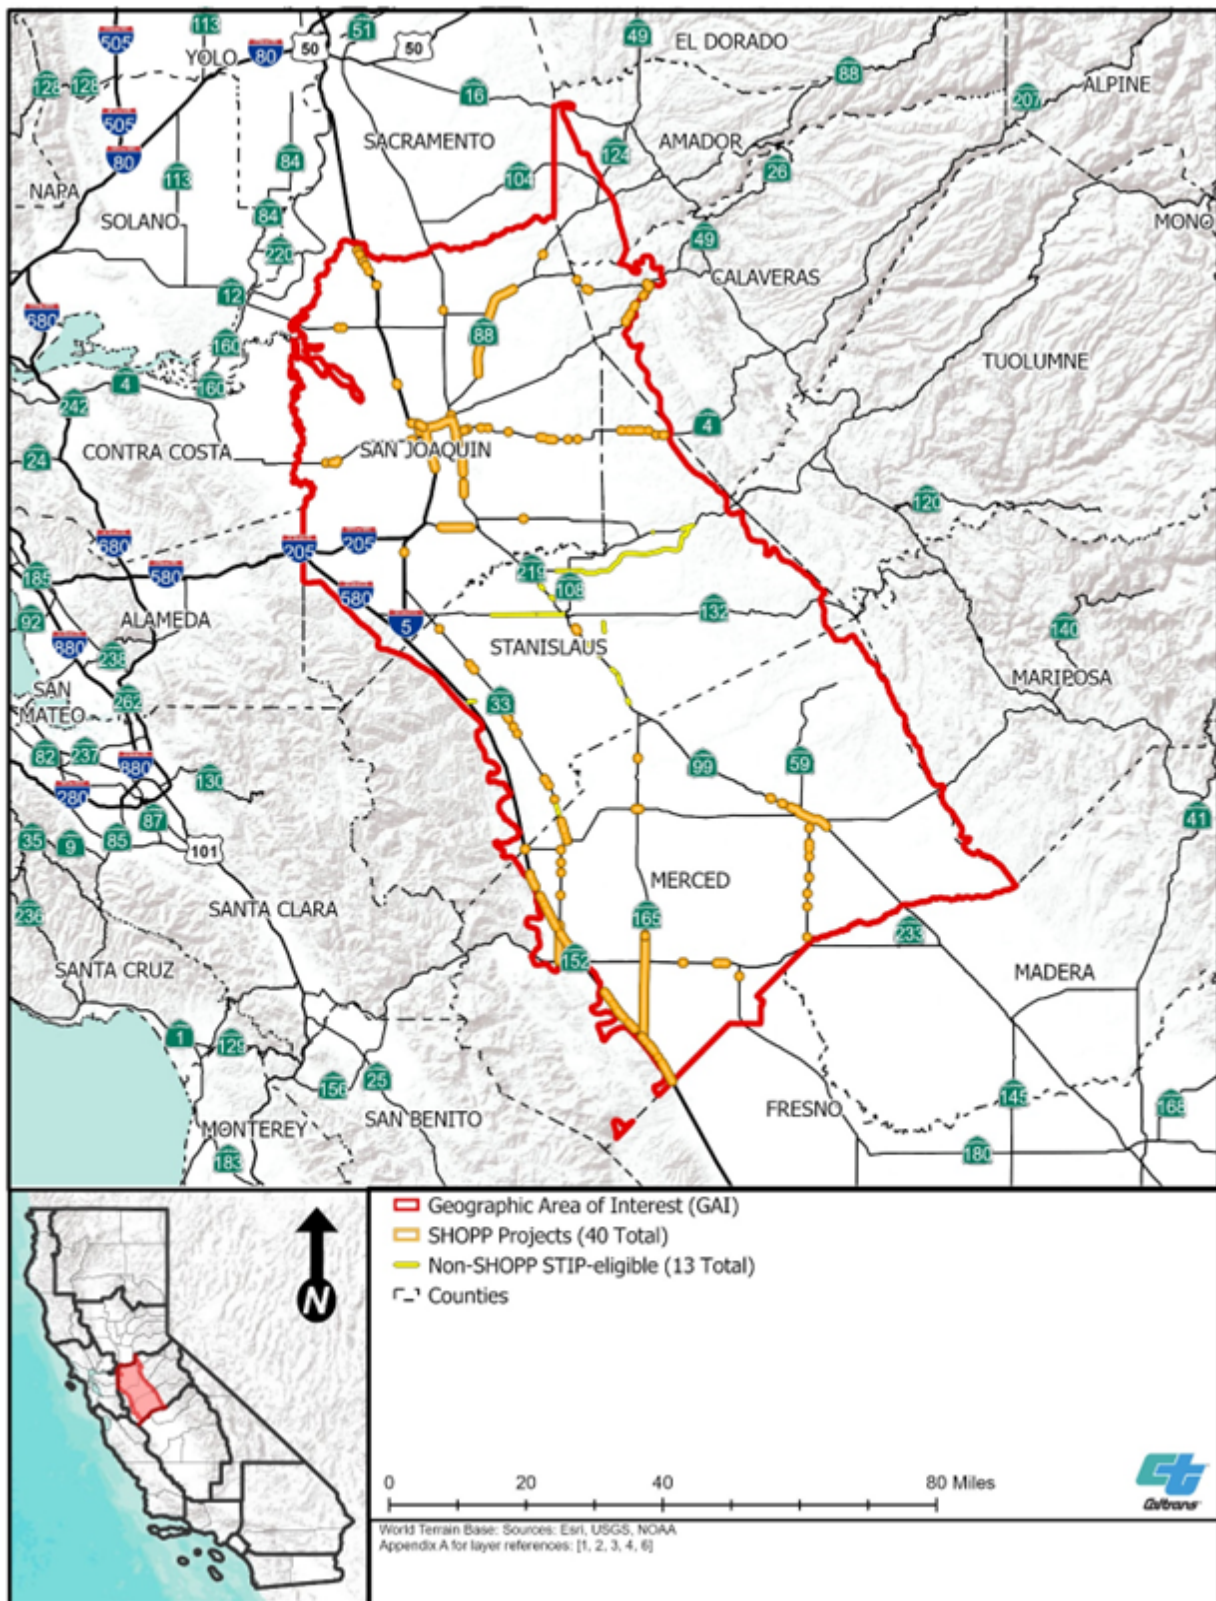 113
51
505
YOLO
80
50
50
49
EL DORADO
88
ALPINE
128
128
16
207
505
SACRAMENTO
AMADOR
124
80
84
104
26
113
NAPA
SOLANO
84
49
MONO
220
CALAVERAS
12
680
88
160
TUOLUMNE
4
160
242
4
CONTRA COSTA
SAN JOAQUIN
24
120
680
205
205
185
580
219
580
108
132
92
ALAMEDA
5
140
880
238
STANISLAUS
MARIPOSA
SAN
MATEO
262
33
82
237
880
99
59
130
280
41
35
9
85
87
101
MERCED
236
SANTA CLARA
165
233
152
SANTA CRUZ
MADERA
1
129
156
25
145
168
FRESNO
MONTEREY
SAN BENITO
183
180
Geographic Area of Interest (GAI)
SHOPP Projects (40 Total)
Non-SHOPP STIP-eligible (13 Total)
Counties
N
0 20 40 80 Miles
Caltrans
World Terrain Base: Sources: Esri, USGS, NOAA
Appendix A for layer references: [1, 2, 3, 4, 6]